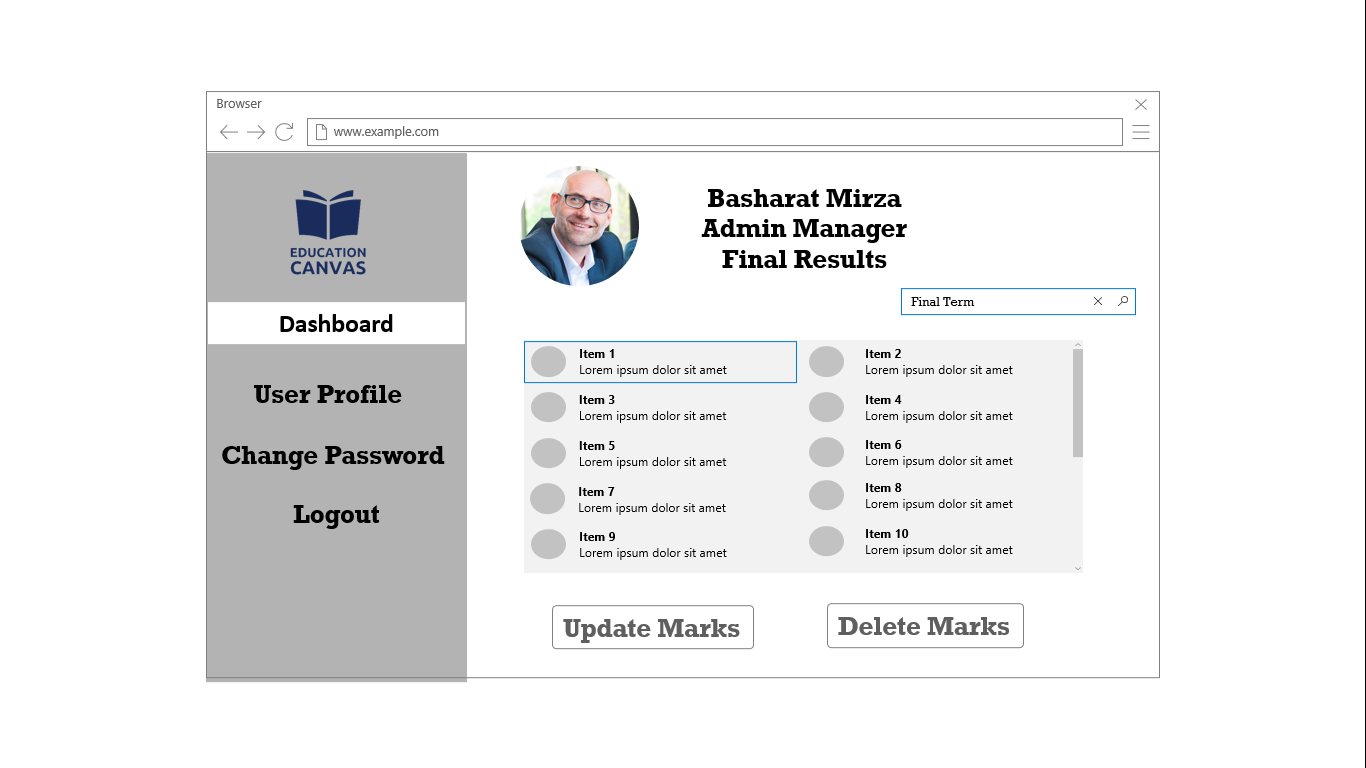 Browser
www.example.com
EDUCATION
CANVAS
Dashboard
User Profile
Change Password
Logout
Basharat Mirza
Admin Manager
Final Results
Final Term
Item 1
Lorem ipsum dolor sit amet
Item 2
Lorem ipsum dolor sit amet
Item 3
Lorem ipsum dolor sit amet
Item 4
Lorem ipsum dolor sit amet
Item 5
Lorem ipsum dolor sit amet
Item 6
Lorem ipsum dolor sit amet
Item 7
Lorem ipsum dolor sit amet
Item 8
Lorem ipsum dolor sit amet
Item 9
Lorem ipsum dolor sit amet
Item 10
Lorem ipsum dolor sit amet
Update Marks
Delete Marks